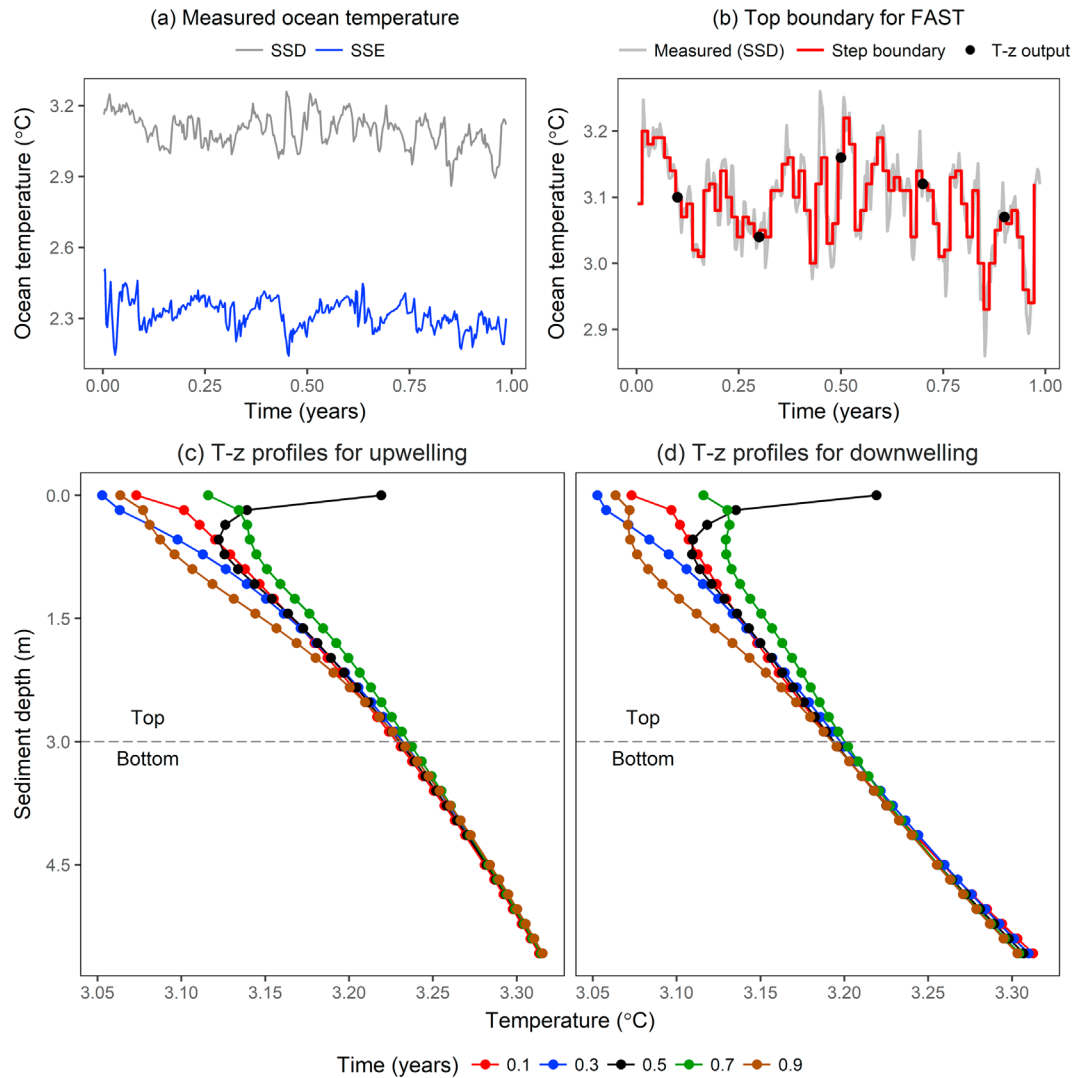 (a) Measured ocean temperature
SSD SSE
3.2
2.9
2.6
2.3
Ocean temperature (°C)
0.00 0.25 0.50 0.75 1.00
Time (years)
(b) Top boundary for FAST
Measured (SSD) Step boundary T-z output
3.2
3.1
3.0
2.9
Ocean temperature (°C)
0.00 0.25 0.50 0.75 1.00
Time (years)
(c) T-z profiles for upwelling
0.0
1.5
3.0
4.5
Sediment depth (m)
Top
Bottom
3.05 3.10 3.15 3.20 3.25 3.30
(d) T-z profiles for downwelling
Top
Bottom
3.05 3.10 3.15 3.20 3.25 3.30
Temperature (°C)
Time (years) 0.1 0.3 0.5 0.7 0.9